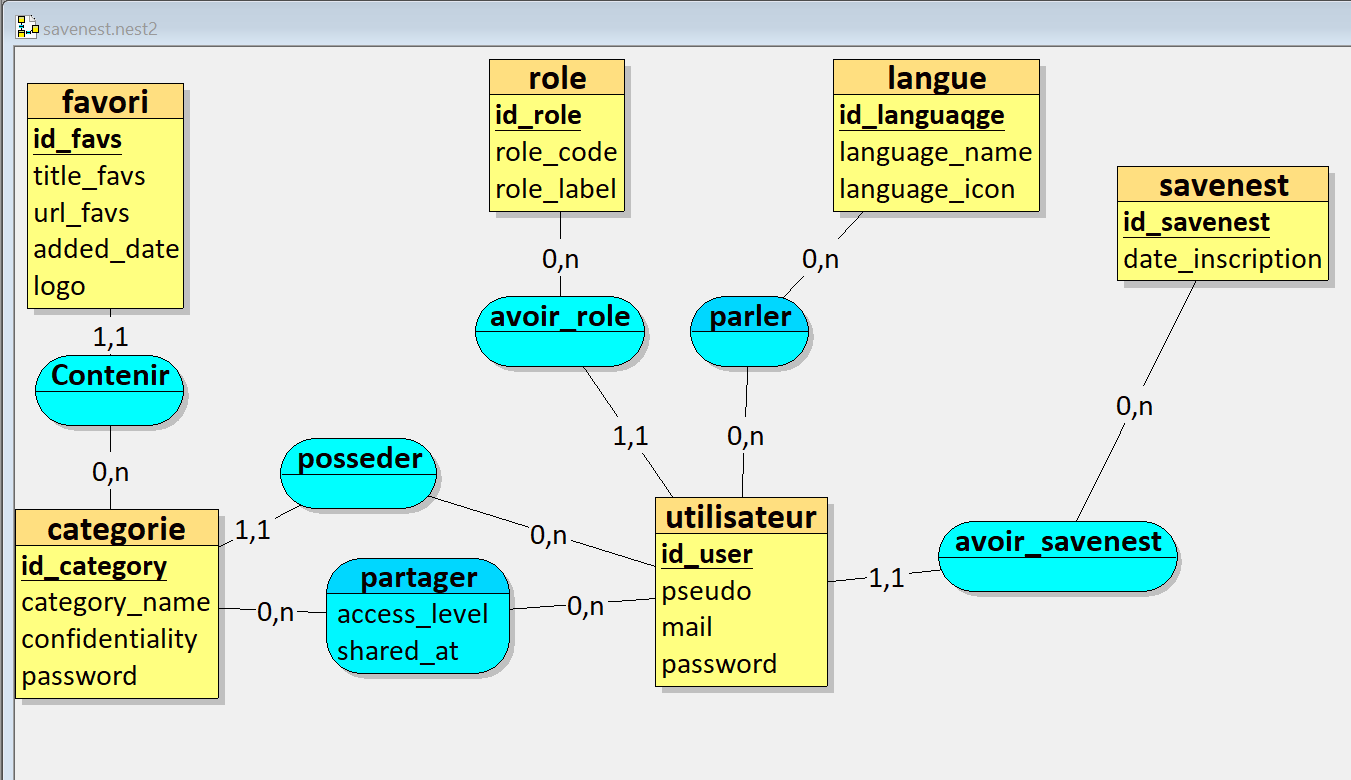 savenest.nest2
favori
id_favs
title_favs
url_favs
added_date
logo
role
id_role
role_code
role_label
langue
id_languaqge
language_name
language_icon
savenest
id_savenest
date_inscription
0,n
0,n
avoir_role
parler
1,1
Contenir
0,n
1,1
0,n
0,n
posseder
1,1
0,n
categorie
id_category
category_name
confidentiality
password
partager
access_level
shared_at
0,n
0,n
utilisateur
id_user
pseudo
mail
password
1,1
avoir_savenest